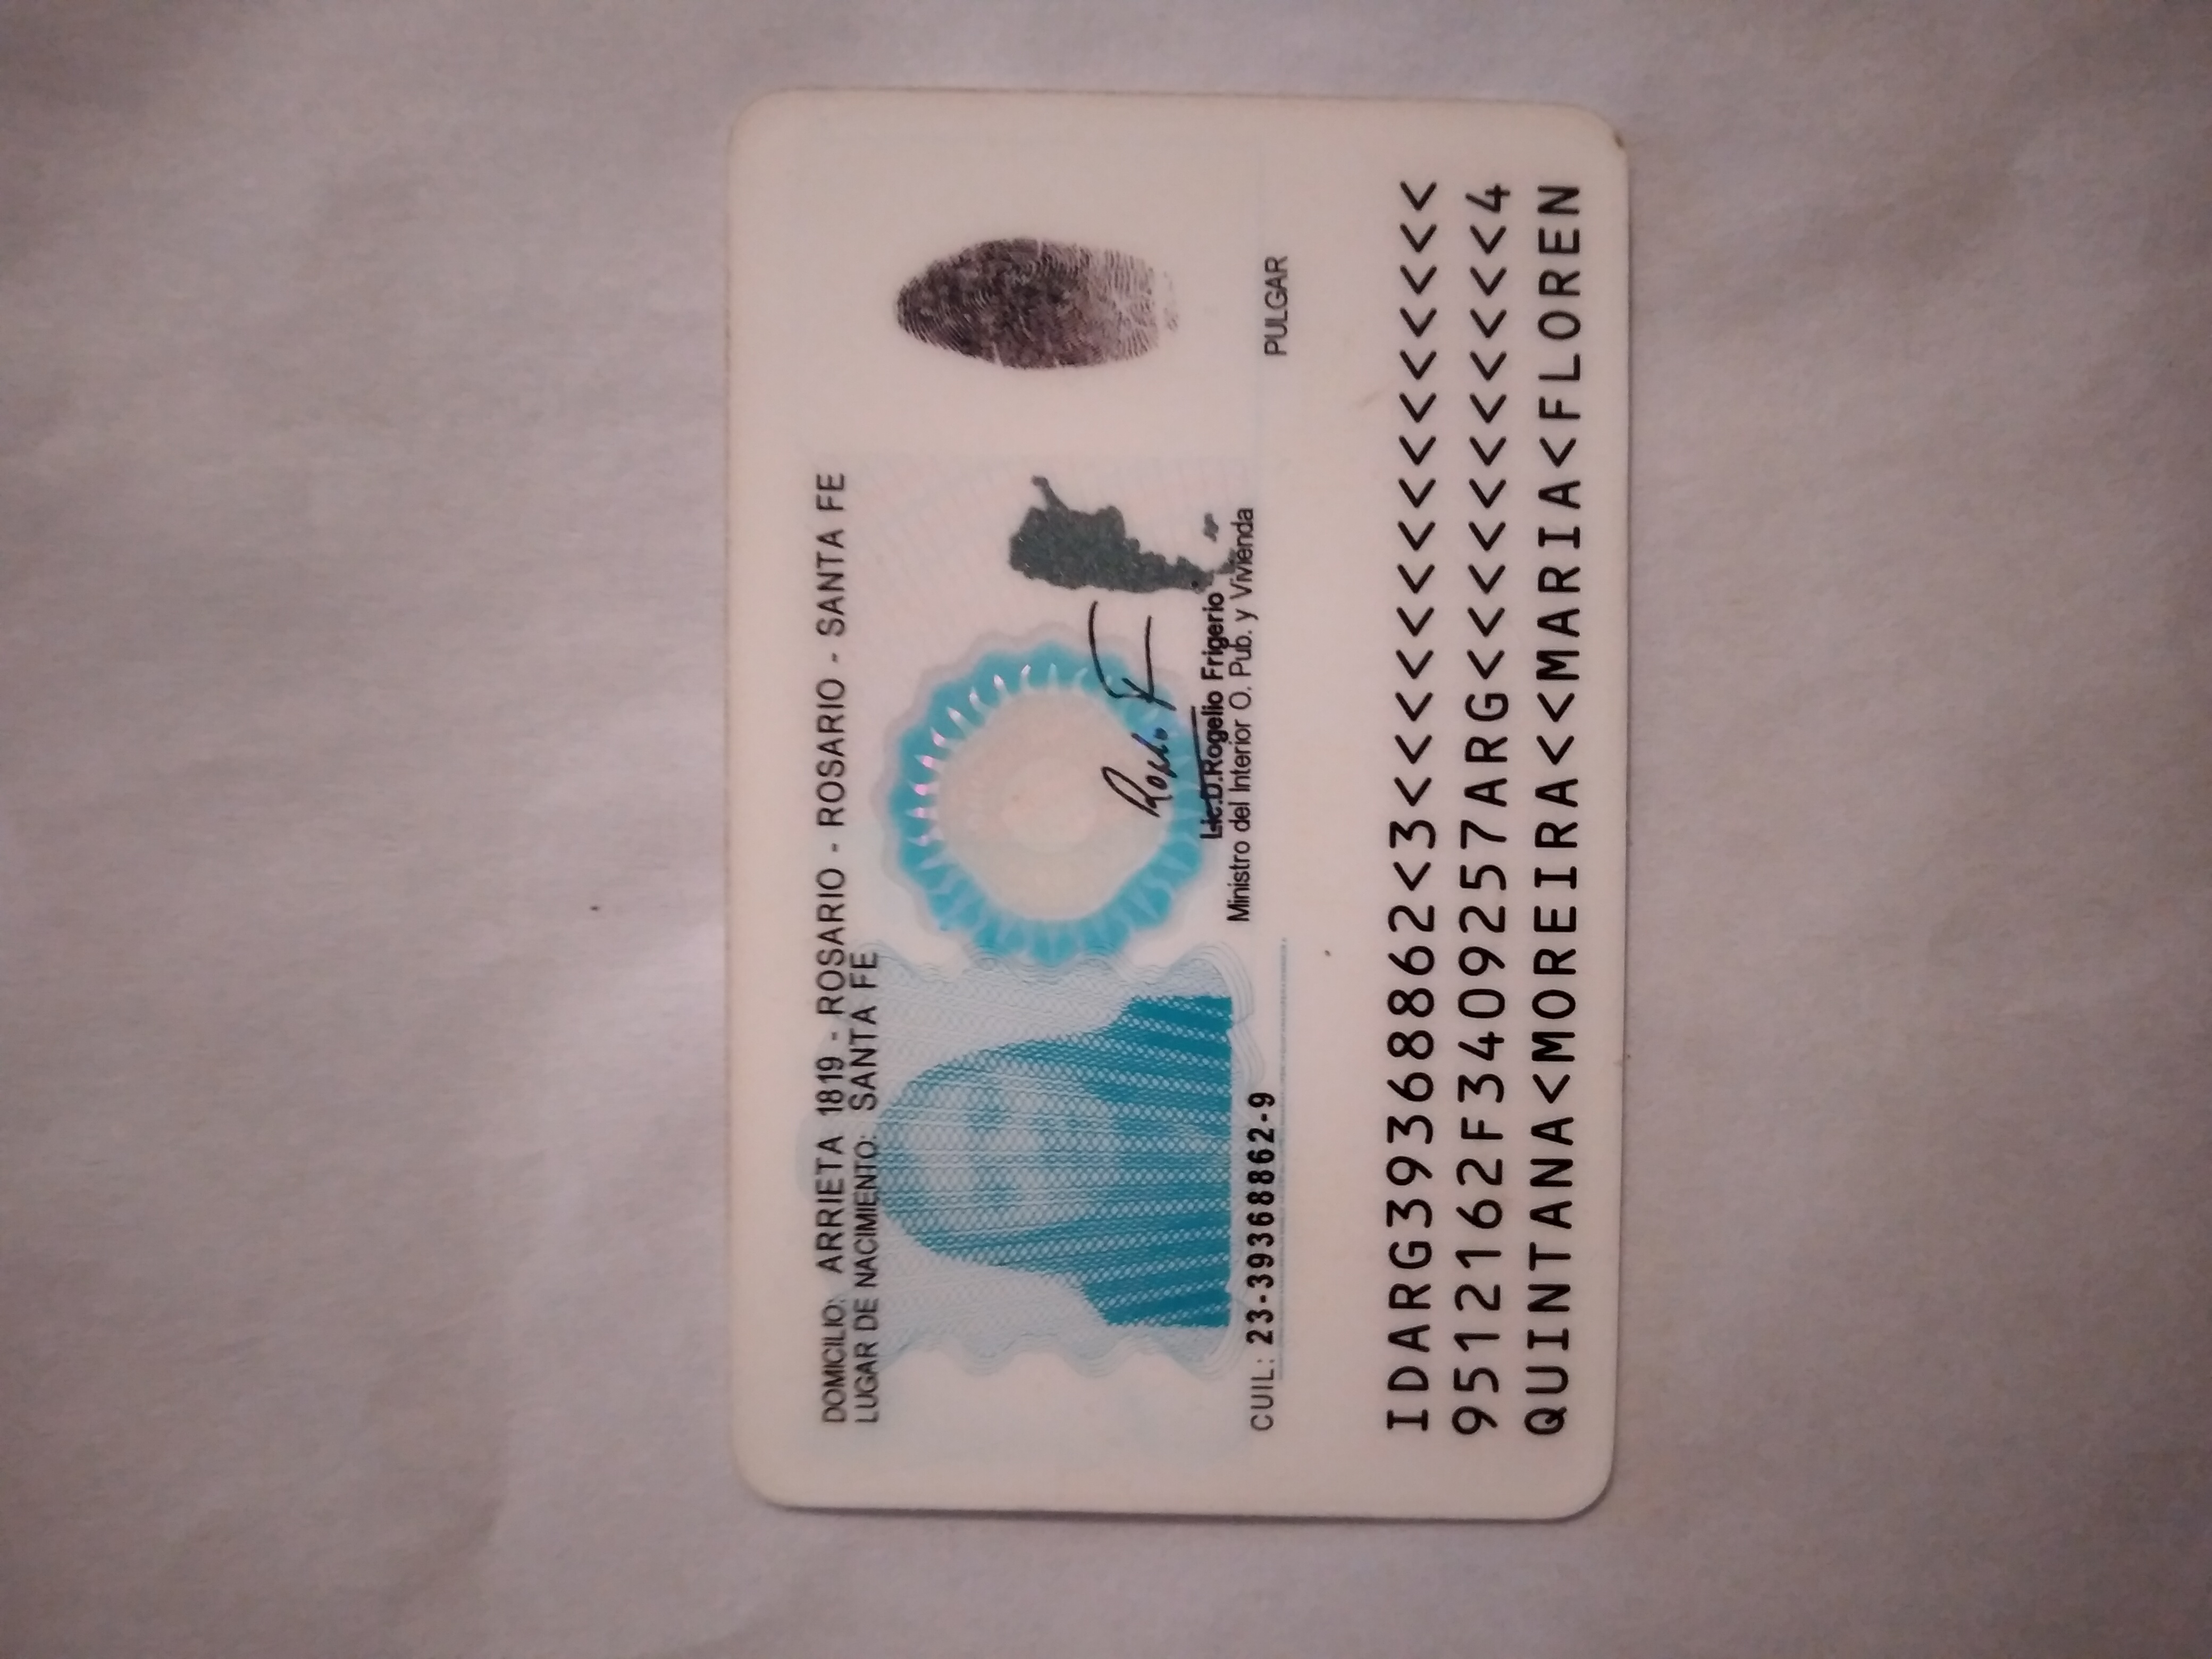 DOMICILIO: ARRIETA 1819 - ROSARIO - ROSARIO - SANTA FE
LUGAR DE NACIMIENTO: SANTA FE
Lic.D.Rogelio Frigerio
Ministro del Interior O. Pub. y Vivienda
CUIL: 23-39368862-9
PULGAR
IDARG39368862<3<<<<<<<<<<<<<<<
9512162F3409257ARG<<<<<<<<<<<4
QUINTANA<MOREIRA<<MARIA<FLOREN